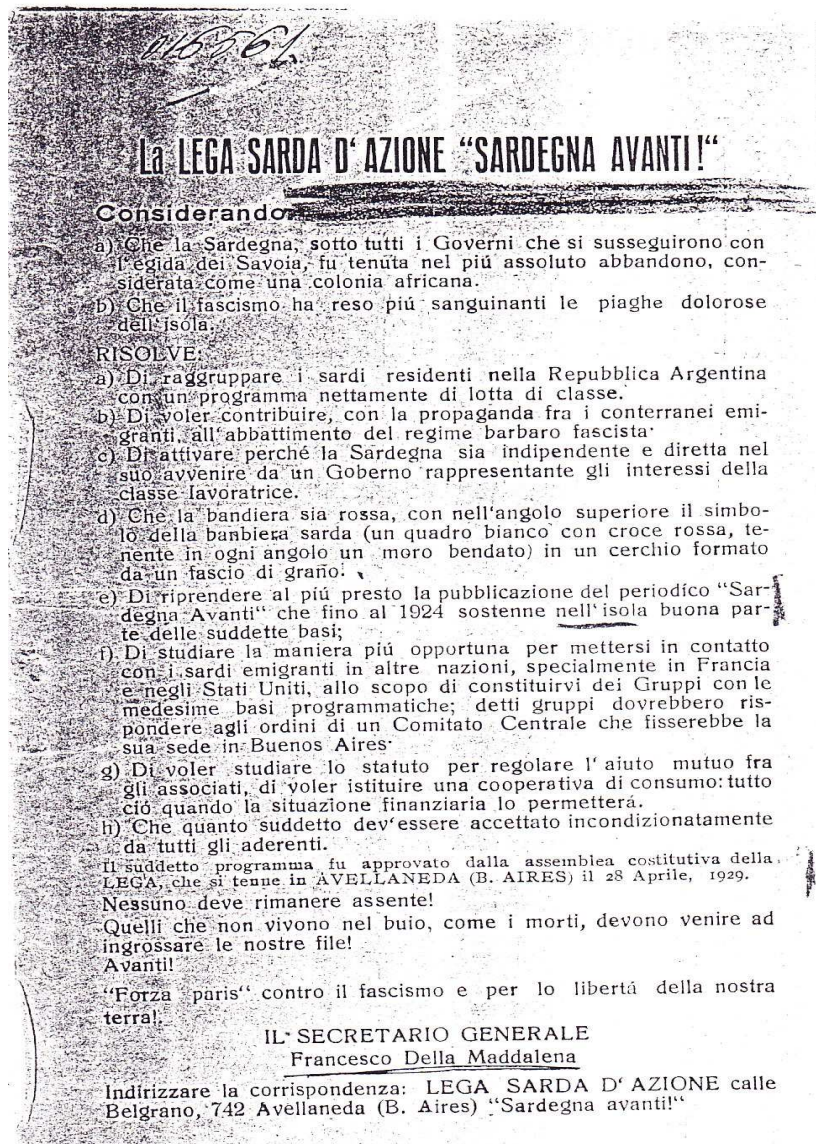 016561
La LEGA SARDA D' AZIONE "SARDEGNA AVANTI!"
Considerando
a) Che la Sardegna, sotto tutti i Governi che si susseguirono con
l'egida dei Savoia, fu tenuta nel piú assoluto abbandono, con-
siderata come una colonia africana.
b) Che il fascismo ha reso piú sanguinanti le piaghe dolorose
dell'isola.
RISOLVE:
a) Di raggruppare i sardi residenti nella Repubblica Argentina
con un programma nettamente di lotta di classe.
b) Di voler contribuire, con la propaganda fra i conterranei emi-
granti, all'abbattimento del regime barbaro fascista.
c) Di attivare perché la Sardegna sia indipendente e diretta nel
suo avvenire da un Goberno rappresentante gli interessi della
classe lavoratrice.
d) Che la bandiera sia rossa, con nell'angolo superiore il simbo-
lo della banbiera sarda (un quadro bianco con croce rossa, te-
nente in ogni angolo un moro bendato) in un cerchio formato
da un fascio di grano.
e) Di riprendere al piú presto la pubblicazione del periodico "Sar-
degna Avanti" che fino al 1924 sostenne nell'isola buona par-
te delle suddette basi;
f) Di studiare la maniera piú opportuna per mettersi in contatto
con i sardi emigranti in altre nazioni, specialmente in Francia
e negli Stati Uniti, allo scopo di constituirvi dei Gruppi con le
medesime basi programmatiche; detti gruppi dovrebbero ris-
pondere agli ordini di un Comitato Centrale che fisserebbe la
sua sede in Buenos Aires.
g) Di voler studiare lo statuto per regolare l' aiuto mutuo fra
gli associati, di voler istituire una cooperativa di consumo: tutto
ció quando la situazione finanziaria lo permetterá.
h) Che quanto suddetto dev'essere accettato incondizionatamente
da tutti gli aderenti.
Il suddetto programma fu approvato dalla assemblea costitutiva della
LEGA, che si tenne in AVELLANEDA (B. AIRES) il 28 Aprile, 1929.
Nessuno deve rimanere assente!
Quelli che non vivono nel buio, come i morti, devono venire ad
ingrossare le nostre file!
Avanti!
"Forza paris" contro il fascismo e per lo libertá della nostra
terra!.
IL SECRETARIO GENERALE
Francesco Della Maddalena
Indirizzare la corrispondenza: LEGA SARDA D' AZIONE calle
Belgrano, 742 Avellaneda (B. Aires) "Sardegna avanti!"